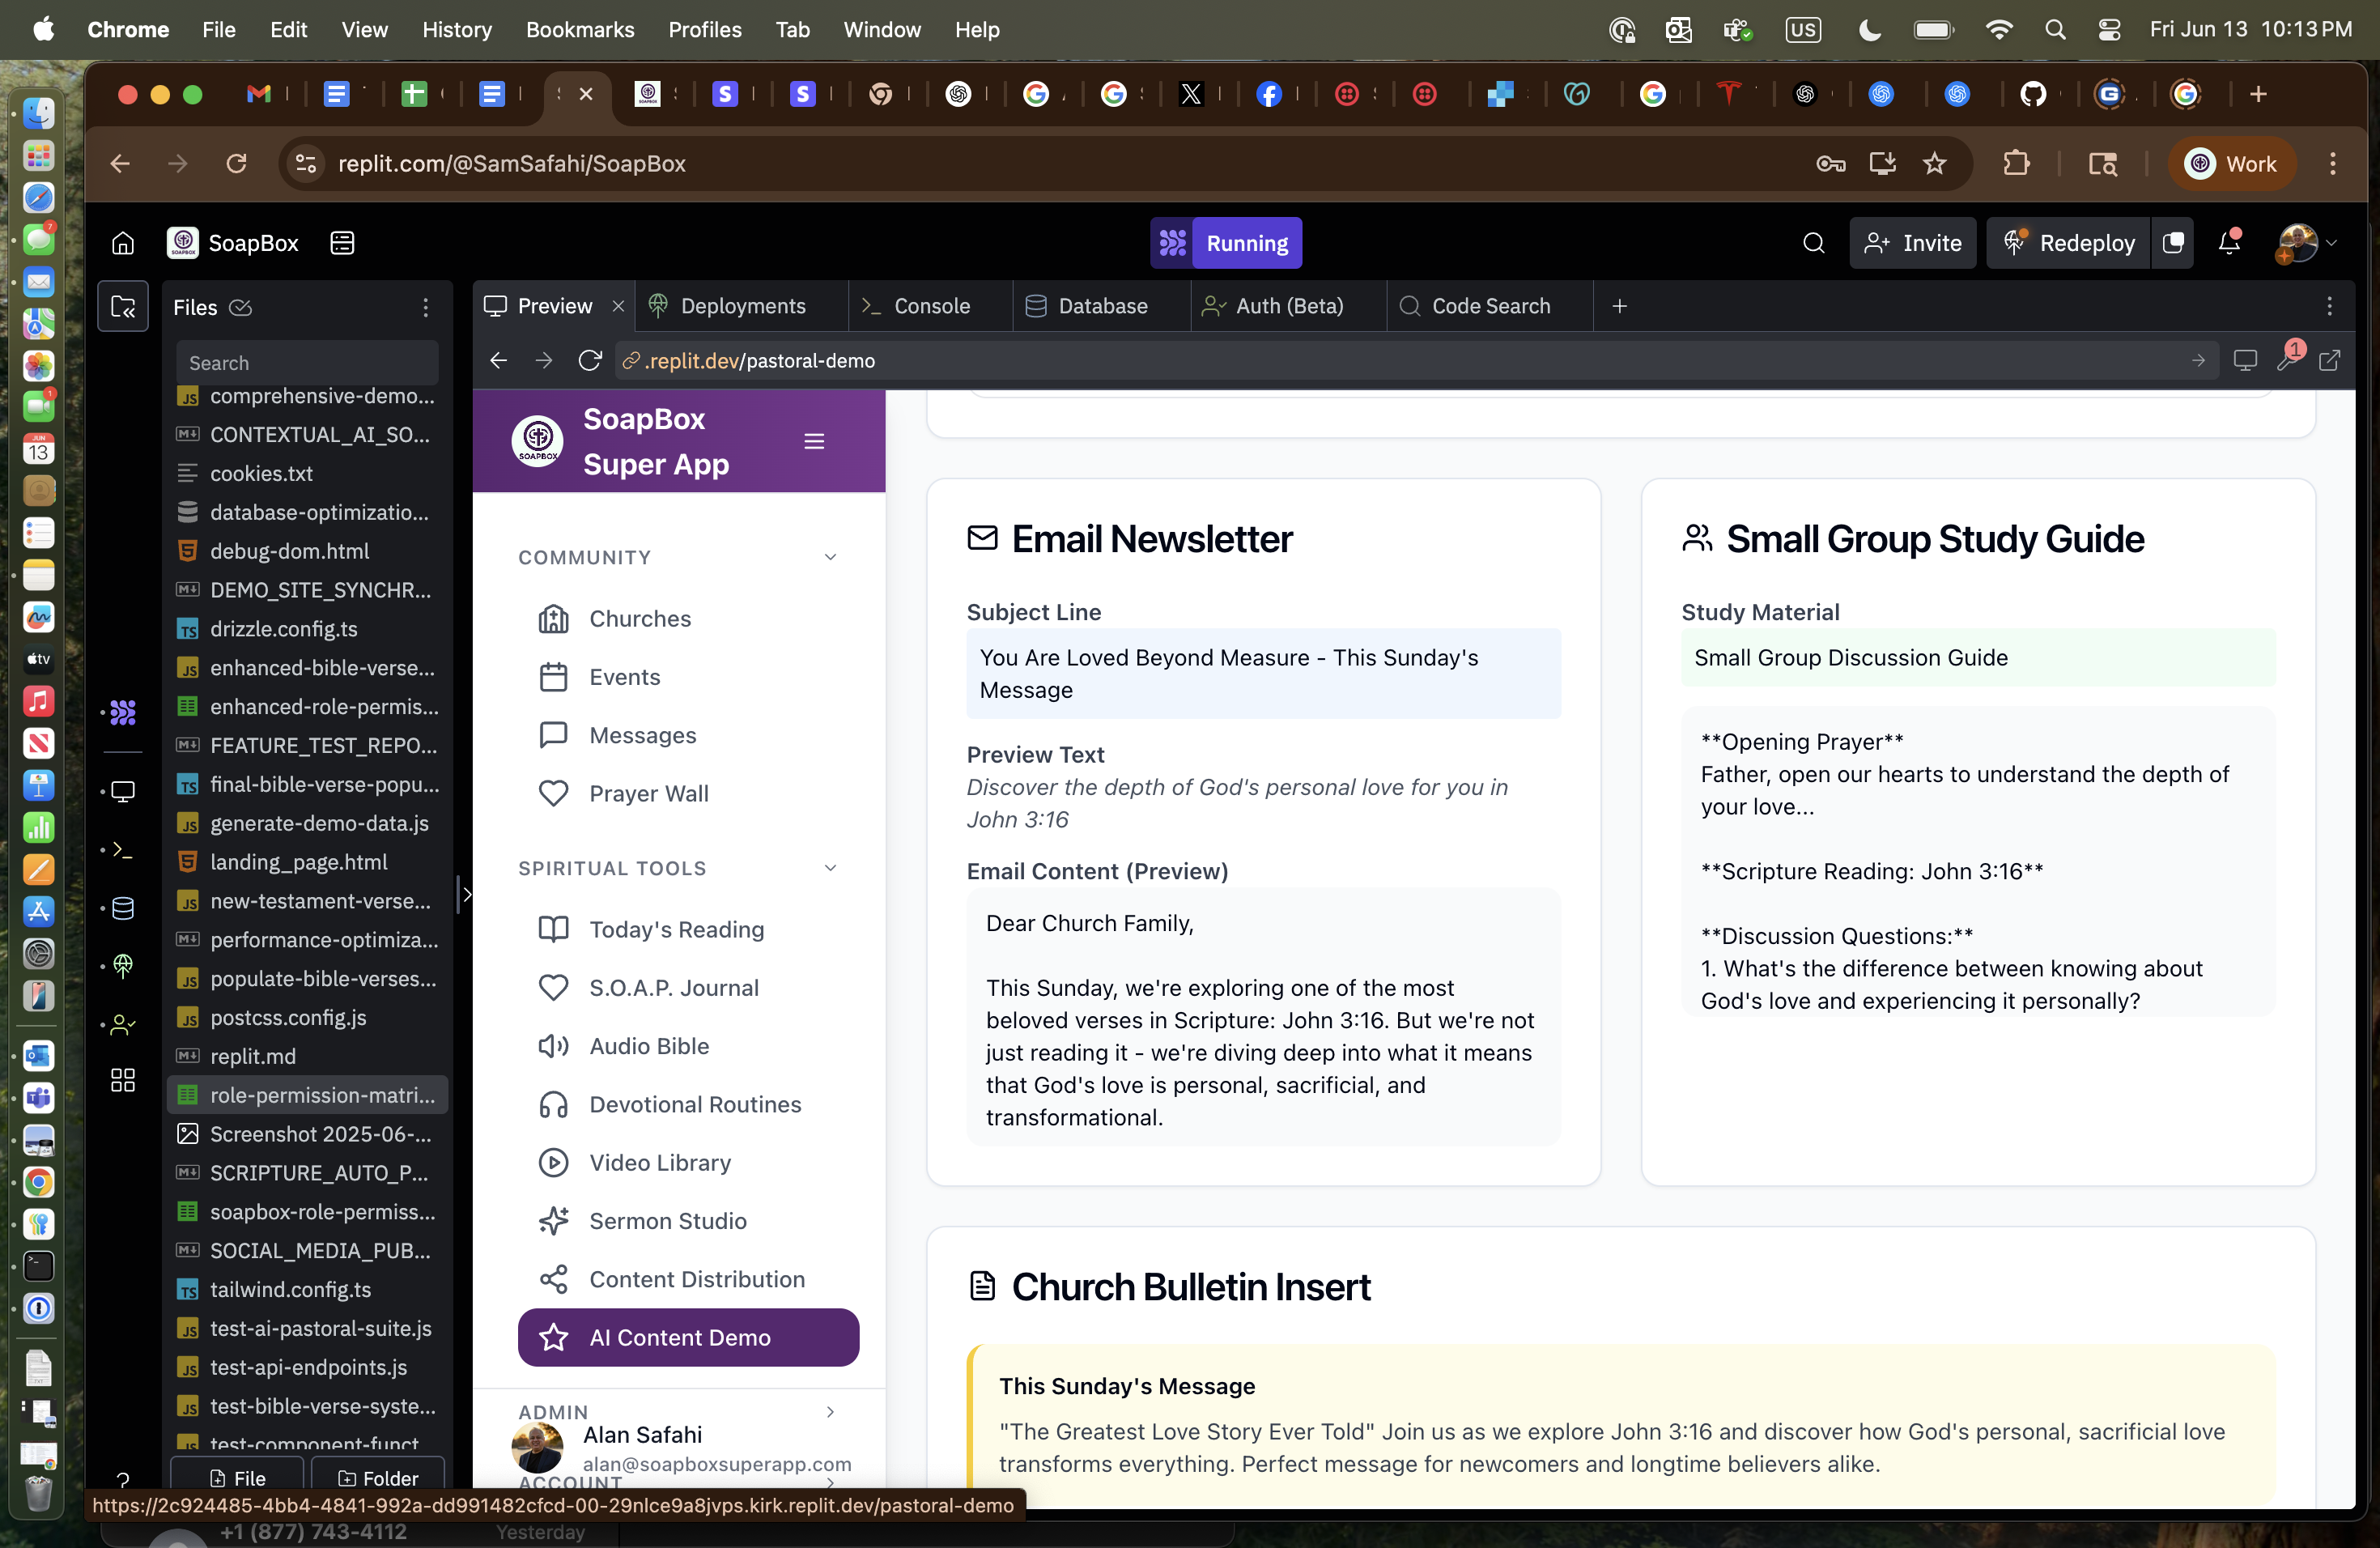 Chrome File Edit View History Bookmarks Profiles Tab Window Help
US Fri Jun 13 10:13 PM
replit.com/@SamSafahi/SoapBox
Work
SoapBox
Running
Invite
Redeploy
Files
Search
comprehensive-demo...
CONTEXTUAL_AI_SO...
cookies.txt
database-optimizatio...
debug-dom.html
DEMO_SITE_SYNCHR...
drizzle.config.ts
enhanced-bible-verse...
enhanced-role-permis...
FEATURE_TEST_REPO...
final-bible-verse-popu...
generate-demo-data.js
landing_page.html
new-testament-verse...
performance-optimiza...
populate-bible-verses...
postcss.config.js
replit.md
role-permission-matri...
Screenshot 2025-06-...
SCRIPTURE_AUTO_P...
soapbox-role-permiss...
SOCIAL_MEDIA_PUB...
tailwind.config.ts
test-ai-pastoral-suite.js
test-api-endpoints.js
test-bible-verse-syste...
test-component-funct
File
Folder
Preview
Deployments
Console
Database
Auth (Beta)
Code Search
.replit.dev/pastoral-demo
1
SoapBox
Super App
SOAPBOX
COMMUNITY
Churches
Events
Messages
Prayer Wall
SPIRITUAL TOOLS
Today's Reading
S.O.A.P. Journal
Audio Bible
Devotional Routines
Video Library
Sermon Studio
Content Distribution
AI Content Demo
ADMIN
Alan Safahi
alan@soapboxsuperapp.com
ACCOUNT
Email Newsletter
Subject Line
You Are Loved Beyond Measure - This Sunday's
Message
Preview Text
Discover the depth of God's personal love for you in
John 3:16
Email Content (Preview)
Dear Church Family,
This Sunday, we're exploring one of the most
beloved verses in Scripture: John 3:16. But we're not
just reading it - we're diving deep into what it means
that God's love is personal, sacrificial, and
transformational.
Small Group Study Guide
Study Material
Small Group Discussion Guide
**Opening Prayer**
Father, open our hearts to understand the depth of
your love...
**Scripture Reading: John 3:16**
**Discussion Questions:**
1. What's the difference between knowing about
God's love and experiencing it personally?
Church Bulletin Insert
This Sunday's Message
"The Greatest Love Story Ever Told" Join us as we explore John 3:16 and discover how God's personal, sacrificial love
transforms everything. Perfect message for newcomers and longtime believers alike.
https://2c924485-4bb4-4841-992a-dd991482cfcd-00-29nlce9a8jvps.kirk.replit.dev/pastoral-demo
+1 (877) 743-4112
Yesterday
7
1
JUN
13
tv